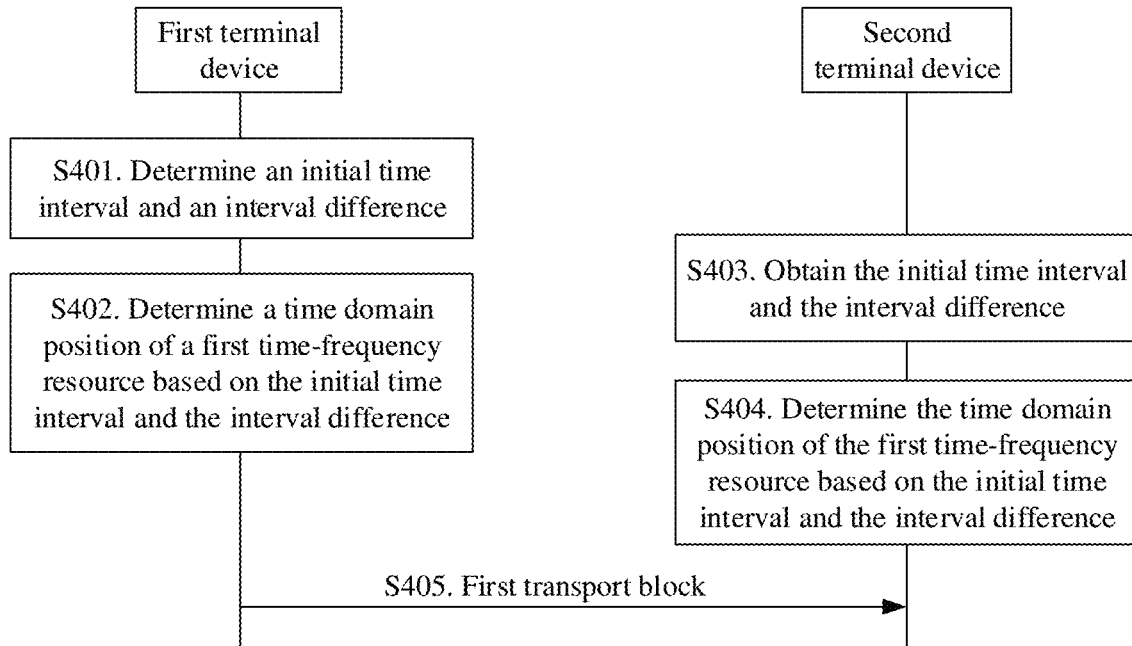 First terminal
device
Second
terminal device
S401. Determine an initial time
interval and an interval difference
S402. Determine a time domain
position of a first time-frequency
resource based on the initial time
interval and the interval difference
S403. Obtain the initial time interval
and the interval difference
S404. Determine the time domain
position of the first time-frequency
resource based on the initial time
interval and the interval difference
S405. First transport block